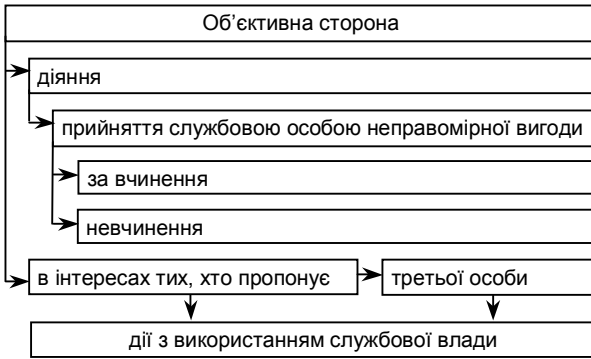 Об’єктивна сторона
діяння
прийняття службовою особою неправомірної вигоди
за вчинення
невчинення
в інтересах тих, хто пропонує
третьої особи
дії з використанням службової влади